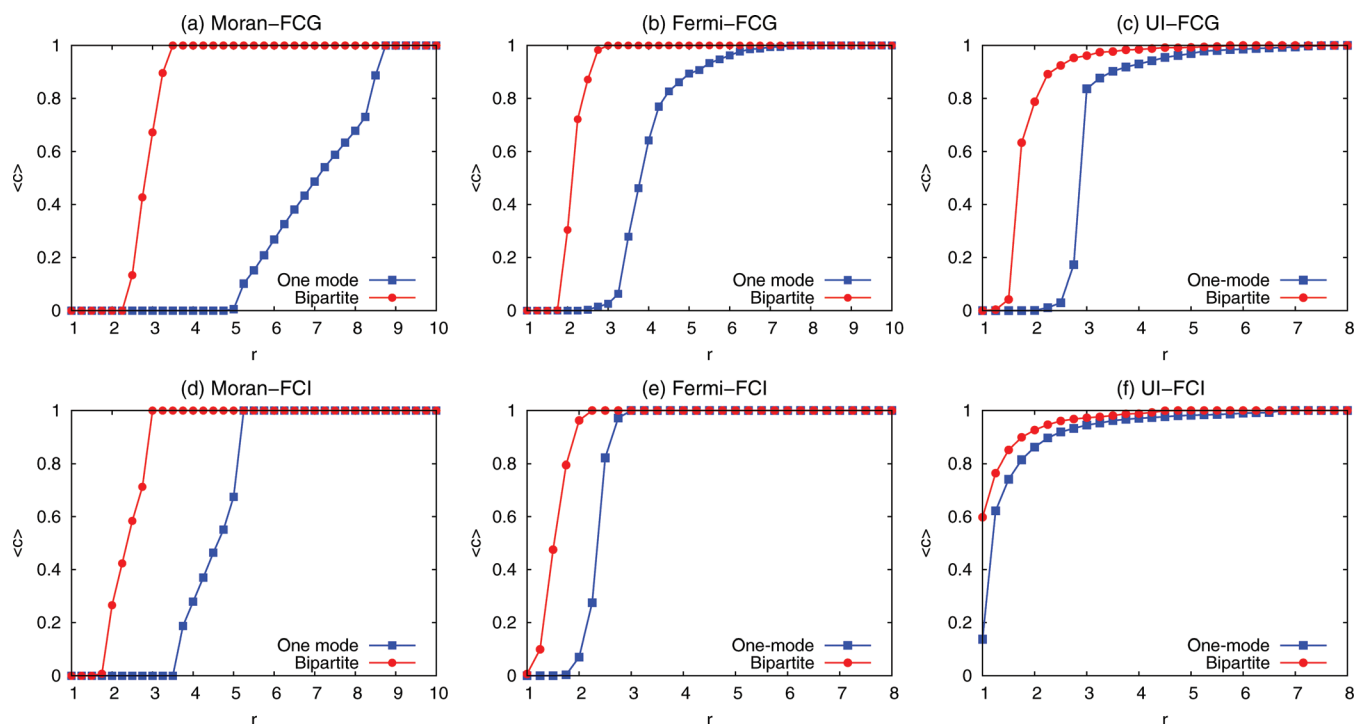 (a) Moran-FCG
<c>
1
0.8
0.6
0.4
0.2
0
One mode
Bipartite
1 2 3 4 5 6 7 8 9 10
r
(b) Fermi-FCG
<c>
1
0.8
0.6
0.4
0.2
0
One mode
Bipartite
1 2 3 4 5 6 7 8 9 10
r
(c) UI-FCG
<c>
1
0.8
0.6
0.4
0.2
0
One-mode
Bipartite
1 2 3 4 5 6 7 8
r
(d) Moran-FCI
<c>
1
0.8
0.6
0.4
0.2
0
One mode
Bipartite
1 2 3 4 5 6 7 8 9 10
r
(e) Fermi-FCI
<c>
1
0.8
0.6
0.4
0.2
0
One-mode
Bipartite
1 2 3 4 5 6 7 8
r
(f) UI-FCI
<c>
1
0.8
0.6
0.4
0.2
0
One-mode
Bipartite
1 2 3 4 5 6 7 8
r